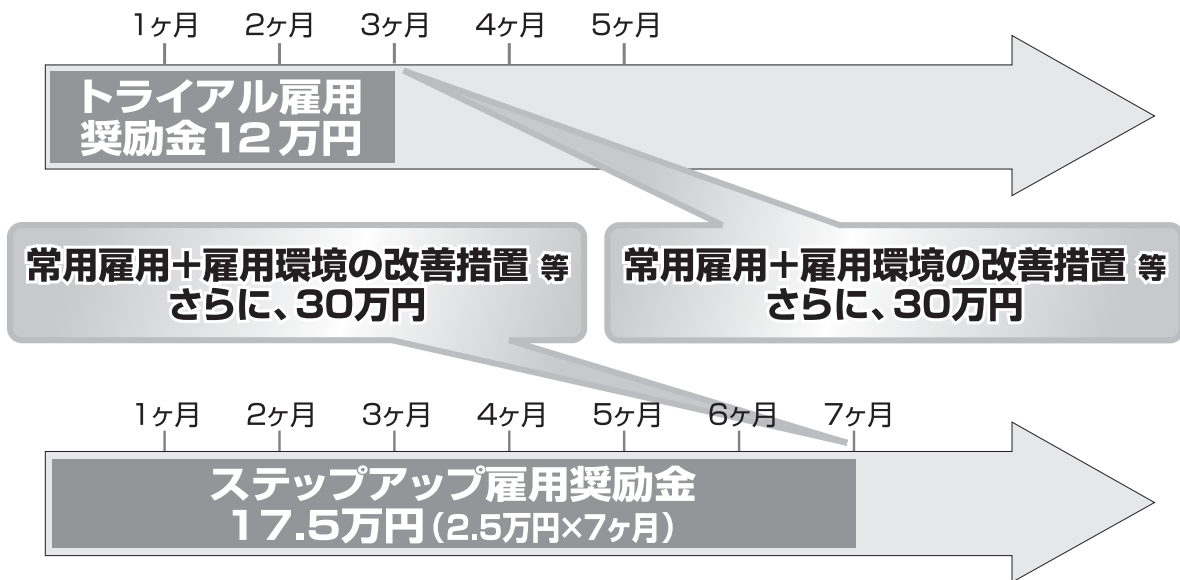 1ヶ月 2ヶ月 3ヶ月 4ヶ月 5ヶ月
トライアル雇用
奨励金12万円
常用雇用+雇用環境の改善措置 等
さらに、30万円
常用雇用+雇用環境の改善措置 等
さらに、30万円
1ヶ月 2ヶ月 3ヶ月 4ヶ月 5ヶ月 6ヶ月 7ヶ月
ステップアップ雇用奨励金
17.5万円(2.5万円×7ヶ月)